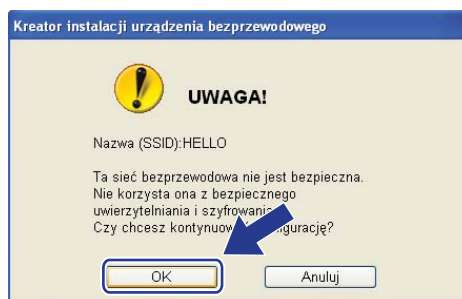 Kreator instalacji urządzenia bezprzewodowego
UWAGA!
Nazwa (SSID):HELLO
Ta sieć bezprzewodowa nie jest bezpieczna.
Nie korzysta ona z bezpiecznego
uwierzytelniania i
Czy chcesz
OK
Anuluj